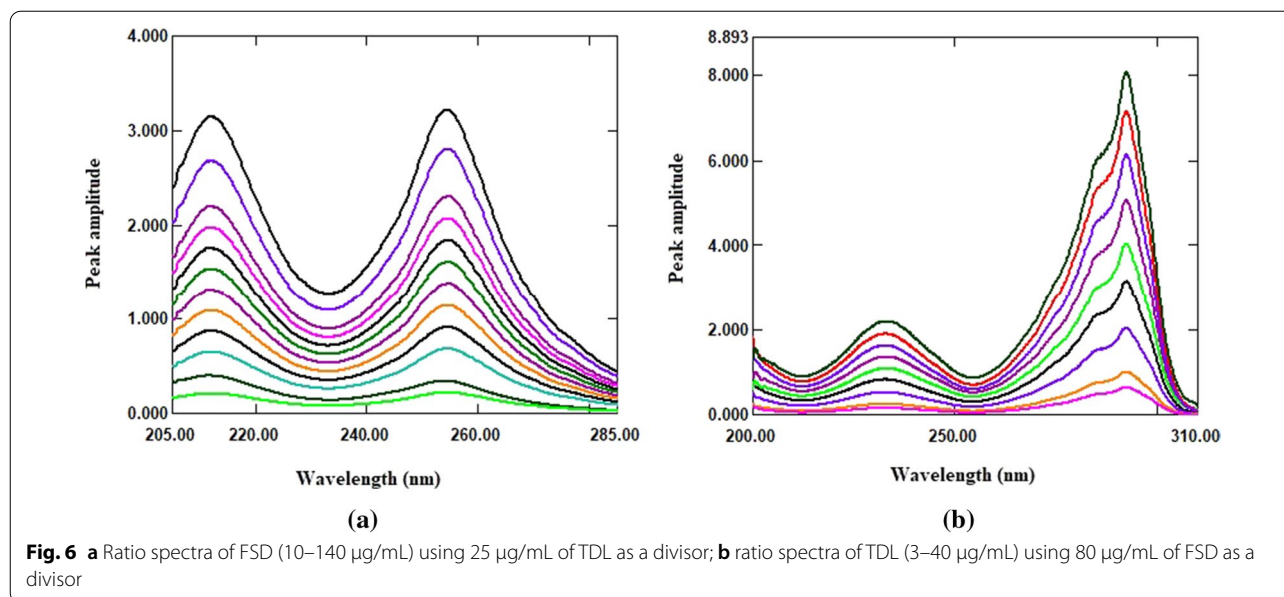 4.000
3.000
2.000
1.000
0.000
Peak amplitude
205.00 220.00 240.00 260.00 285.00
Wavelength (nm)
(a)
8.893
8.000
6.000
4.000
2.000
0.000
Peak amplitude
200.00 250.00 310.00
Wavelength (nm)
(b)
Fig. 6 a Ratio spectra of FSD (10–140 µg/mL) using 25 µg/mL of TDL as a divisor; b ratio spectra of TDL (3–40 µg/mL) using 80 µg/mL of FSD as a
divisor